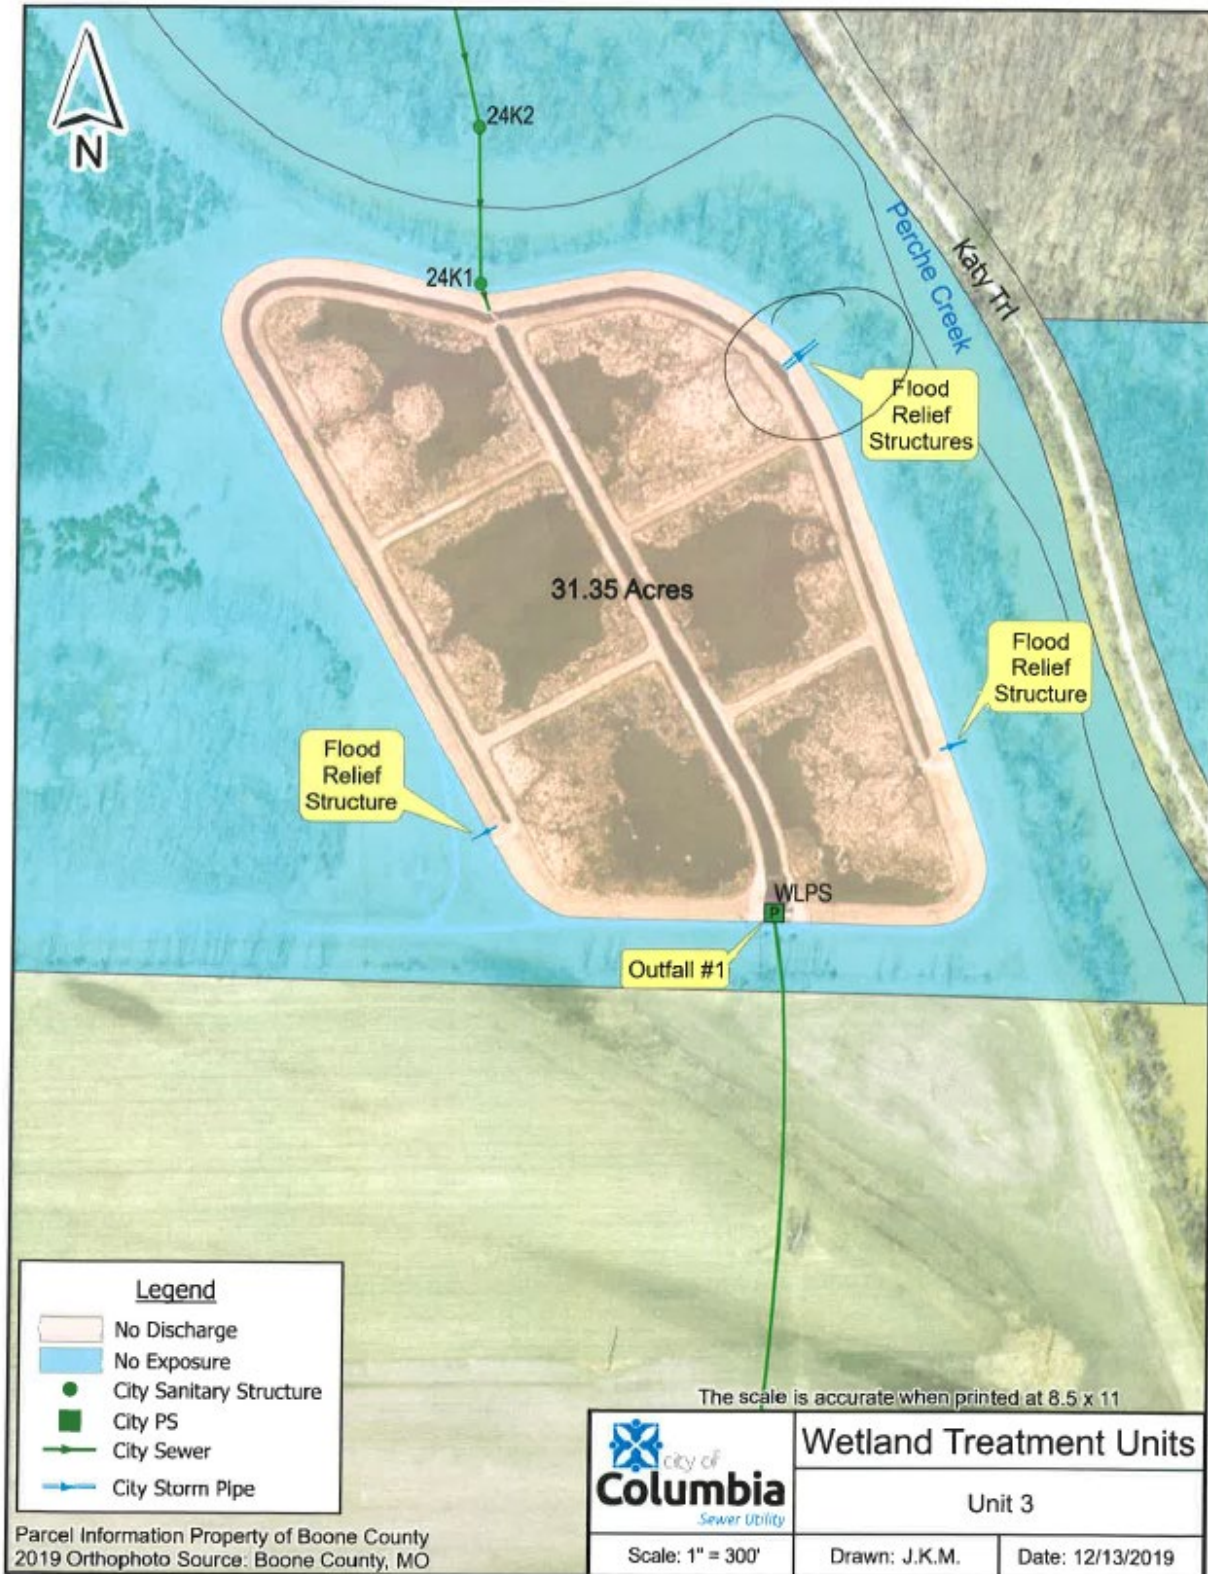 N
24K2
24K1
Perche Creek
Katy Trl
Flood
Relief
Structures
31.35 Acres
Flood
Relief
Structure
Flood
Relief
Structure
WLPS
P
Outfall #1
Legend
No Discharge
No Exposure
City Sanitary Structure
City PS
City Sewer
City Storm Pipe
Parcel Information Property of Boone County
2019 Orthophoto Source: Boone County, MO
The scale is accurate when printed at 8.5 x 11
city of
Columbia
Sewer Utility
Scale: 1" = 300'
Wetland Treatment Units
Unit 3
Drawn: J.K.M.
Date: 12/13/2019